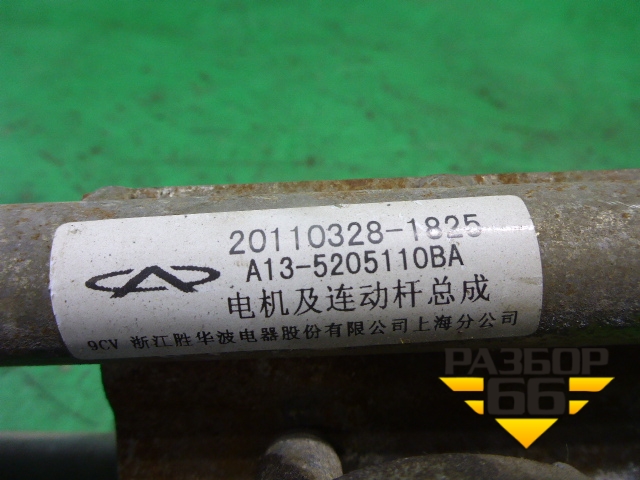 20110328-1825
A13-5205110BA
电机及连动杆总成
9CV 浙江胜华波电器股份有限公司上海分公司
РАЗБОР
66